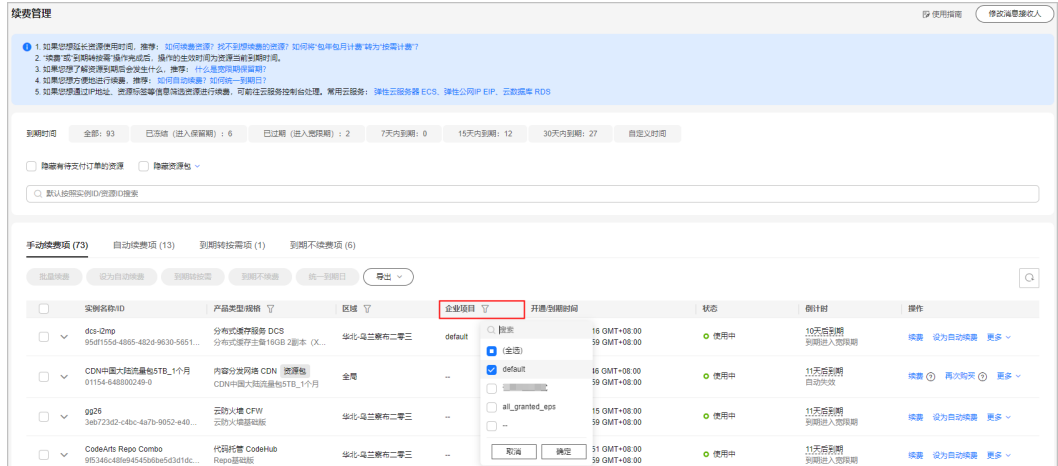 续费管理
使用指南
修改消息接收人
1. 如果您想延长资源使用时间，推荐： 如何续费资源？找不到想续费的资源？如何将“包年包月计费”转为“按需计费”？
2. “续费”或“到期转按需”操作完成后，操作的生效时间为资源当前到期时间。
3. 如果您想了解资源到期后会发生什么，推荐： 什么是宽限期保留期？
4. 如果您想方便地进行续费、推荐： 如何自动续费？如何统一到期日？
5. 如果您想通过IP地址、资源标签等信息筛选资源进行续费，可前往云服务控制台处理。常用云服务： 弹性云服务器 ECS、弹性公网IP EIP、云数据库 RDS
到期时间 全部：93 已冻结（进入保留期）：6 已过期（进入宽限期）：2 7天内到期：0 15天内到期：12 30天内到期：27 自定义时间
隐藏有待支付订单的资源 隐藏资源包
默认按照实例ID/资源ID搜索
手动续费项 (73) 自动续费项 (13) 到期转按需项 (1) 到期不续费项 (6)
批量续费 设为自动续费 到期转按需 到期不续费 统一到期日 导出
实例名称/ID 产品类型/规格 区域 企业项目 开通/到期时间 状态 倒计时 操作
搜索
(全选)
default
all_granted_eps
--
取消 确定
dcs-i2mp 分布式缓存服务 DCS 华北-乌兰察布二零三 default 16 GMT+08:00 使用中 10天后到期 续费 设为自动续费 更多
95df155d-4865-482d-9630-5651... 分布式缓存主备16GB 2副本（X... 59 GMT+08:00 到期进入宽限期
CDN中国大陆流量包5TB_1个月 内容分发网络 CDN 资源包 全局 -- 46 GMT+08:00 使用中 11天后到期 续费 再次购买 更多
01154-648800249-0 CDN中国大陆流量包5TB_1个月 59 GMT+08:00 自动失效
gg26 云防火墙 CFW 华北-乌兰察布二零三 -- 15 GMT+08:00 使用中 11天后到期 续费 设为自动续费 更多
3eb723d2-c4bc-4a7b-9052-e40... 云防火墙基础版 59 GMT+08:00 到期进入宽限期
CodeArts Repo Combo 代码托管 CodeHub 华北-乌兰察布二零三 -- 51 GMT+08:00 使用中 11天后到期 续费 设为自动续费 更多
9f5346c48fe94545b6be5d3d1dc... Repo基础版 59 GMT+08:00 到期进入宽限期